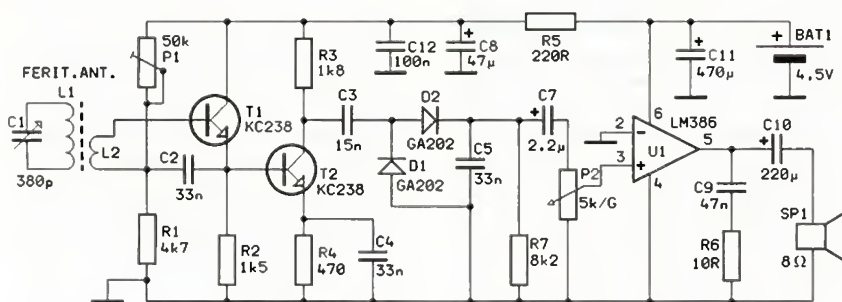 50k
P1
FERIT.ANT.
L1
C1
380p
L2
C2
33n
R1
4k7
T1
KC238
R2
1k5
T2
KC238
R3
1k8
R4
470
C4
33n
C3
15n
C12
100n
C8
+
47µ
D2
GA202
D1
GA202
C5
33n
R5
220R
C7
+
2.2µ
R7
8k2
P2
5k/G
LM386
U1
2
-
3
+
6
5
4
C11
+
470µ
BAT1
+
4.5V
C10
+
220µ
C9
47n
R6
10R
SP1
8Ω